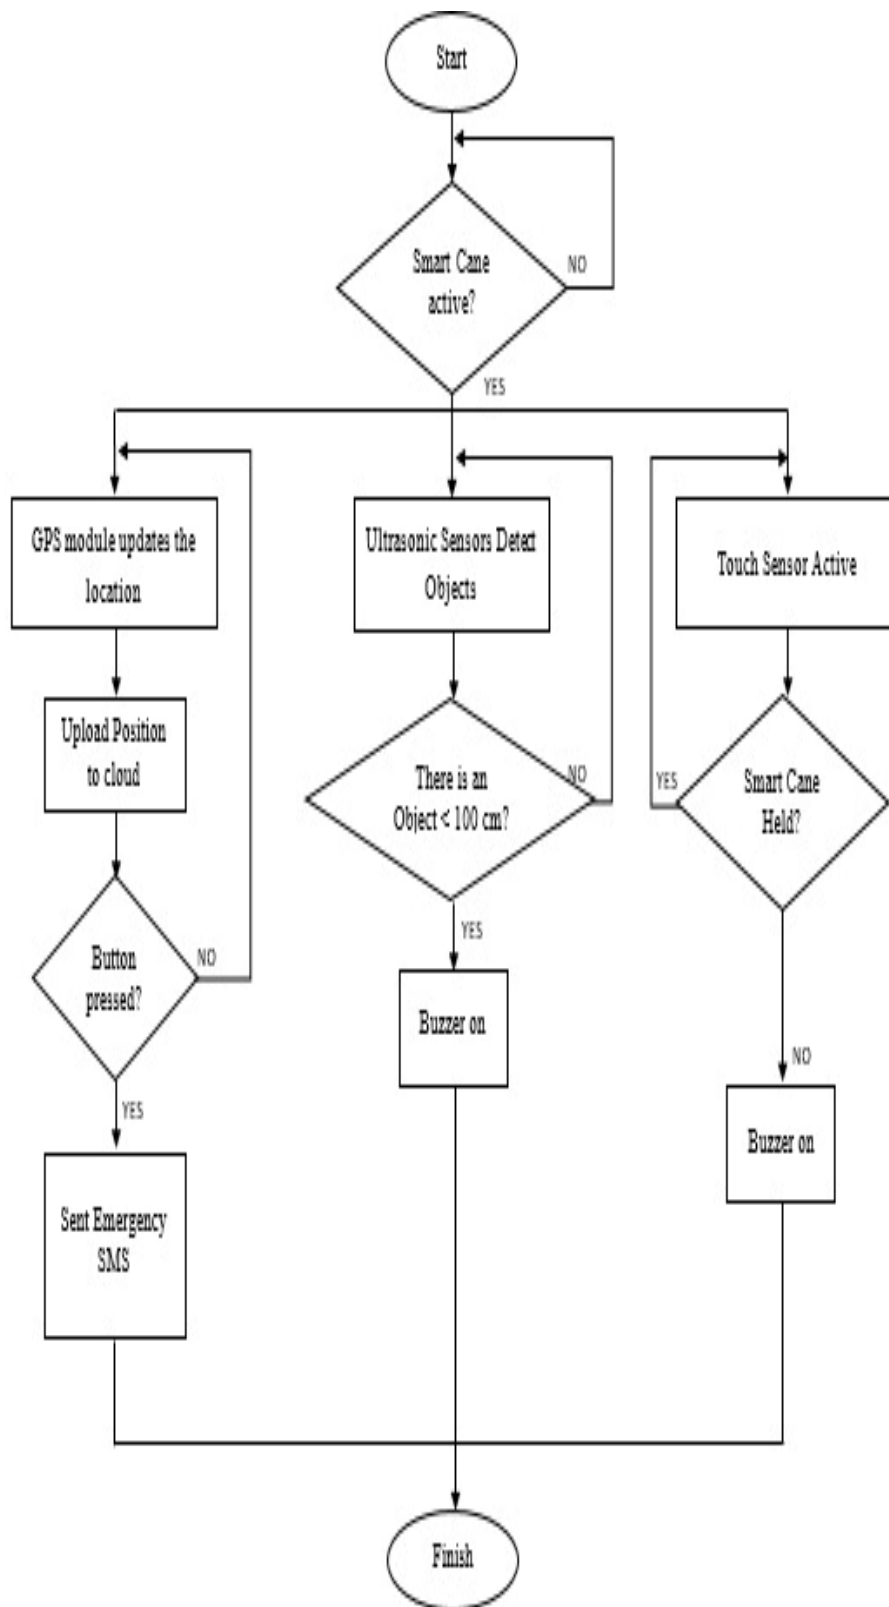 Start
Smart Cane
active?
NO
YES
GPS module updates the
location
Upload Position
to cloud
Button
pressed?
NO
YES
Sent Emergency
SMS
Ultrasonic Sensors Detect
Objects
There is an
Object < 100 cm?
NO
YES
Buzzer on
Touch Sensor Active
Smart Cane
Held?
YES
NO
Buzzer on
Finish